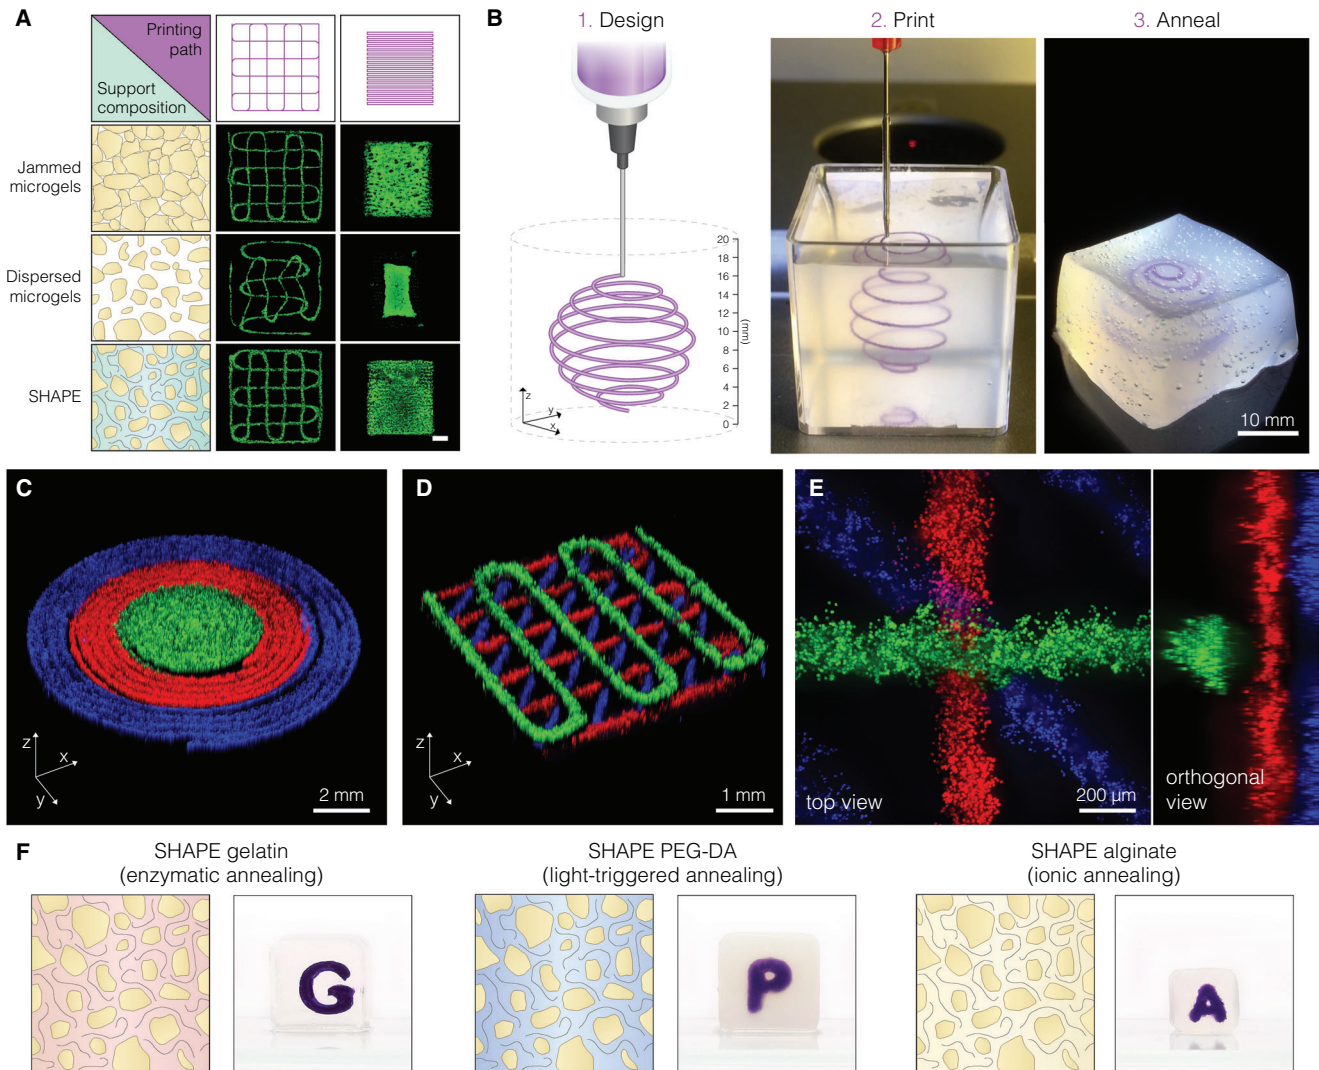 A
Printing
path
Support
composition
Jammed
microgels
Dispersed
microgels
SHAPE
B
1. Design
2. Print
3. Anneal
20
18
16
14
12
10
8
6
4
2
0
(mm)
z
y
x
10 mm
C
z
x
y
2 mm
D
z
x
y
1 mm
E
top view
200 µm
orthogonal
view
F
SHAPE gelatin
(enzymatic annealing)
SHAPE PEG-DA
(light-triggered annealing)
SHAPE alginate
(ionic annealing)
G
P
A